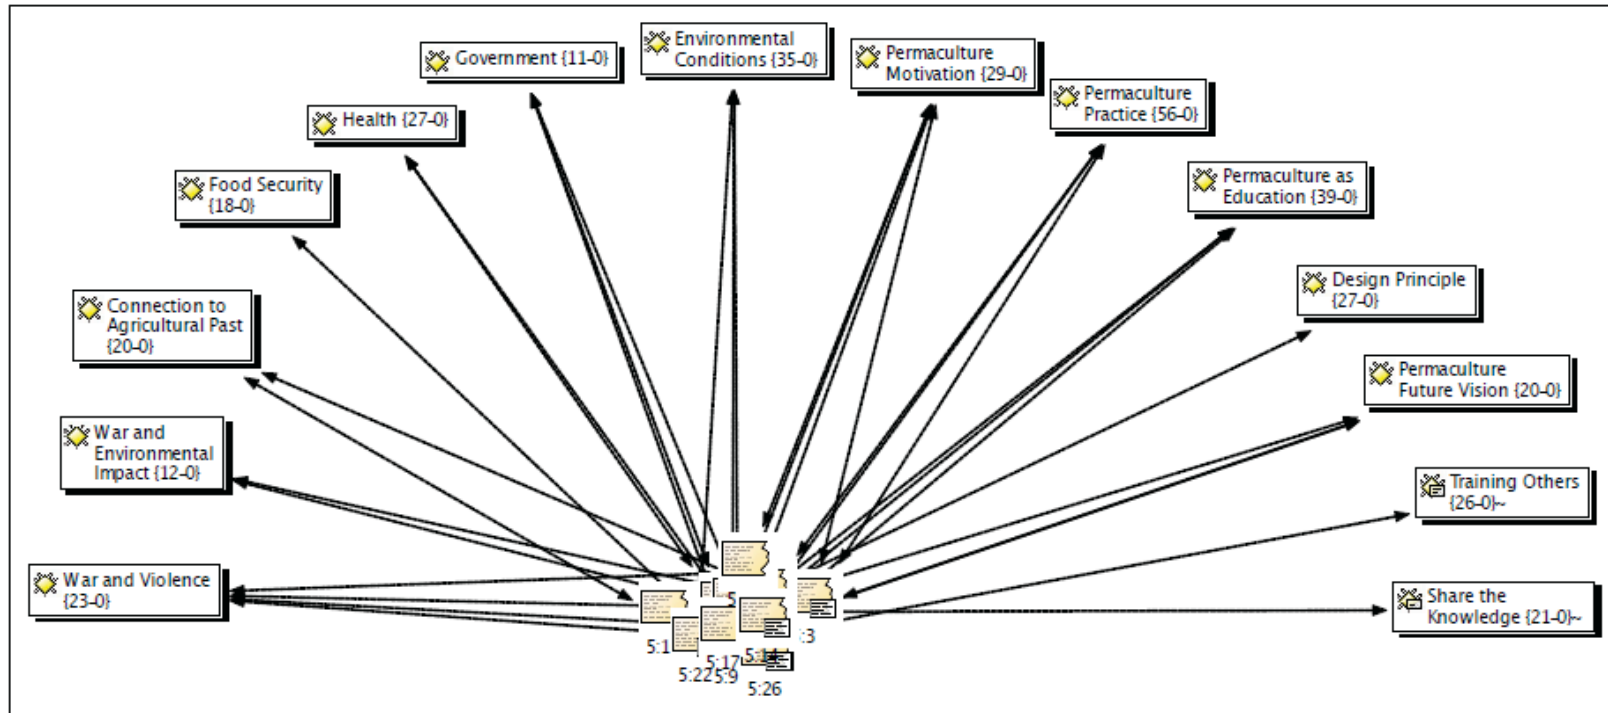 Environmental
Conditions {35-0}
Government {11-0}
Permaculture
Motivation {29-0}
Permaculture
Practice {56-0}
Health {27-0}
Food Security
{18-0}
Permaculture as
Education {39-0}
Connection to
Agricultural Past
{20-0}
Design Principle
{27-0}
Permaculture
Future Vision {20-0}
War and
Environmental
Impact {12-0}
Training Others
{26-0}~
War and Violence
{23-0}
Share the
Knowledge {21-0}~
5:1
:3
5:17
5:14
5:22
5:9
5:26